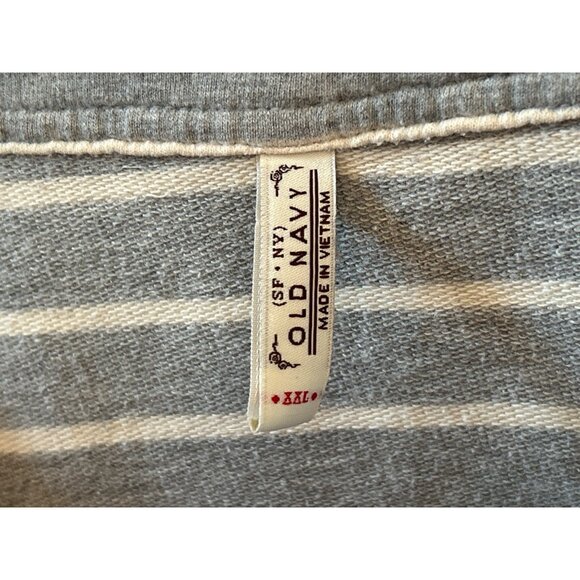 (SF • NY)
OLD NAVY
MADE IN VIETNAM
• XXL •